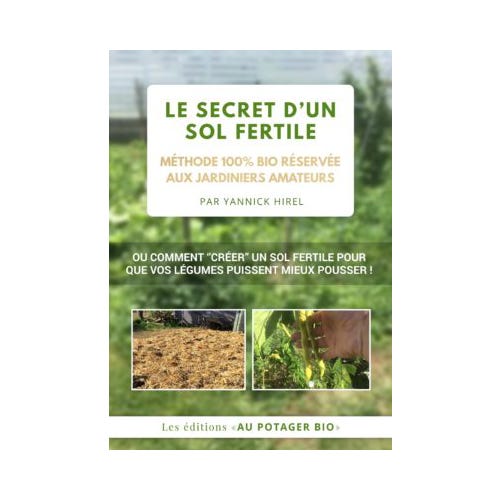 LE SECRET D'UN
SOL FERTILE
MÉTHODE 100% BIO RÉSERVÉE
AUX JARDINIERS AMATEURS
PAR YANNICK HIREL
OU COMMENT "CRÉER" UN SOL FERTILE POUR
QUE VOS LÉGUMES PUISSENT MIEUX POUSSER !
Les éditions «AU POTAGER BIO»